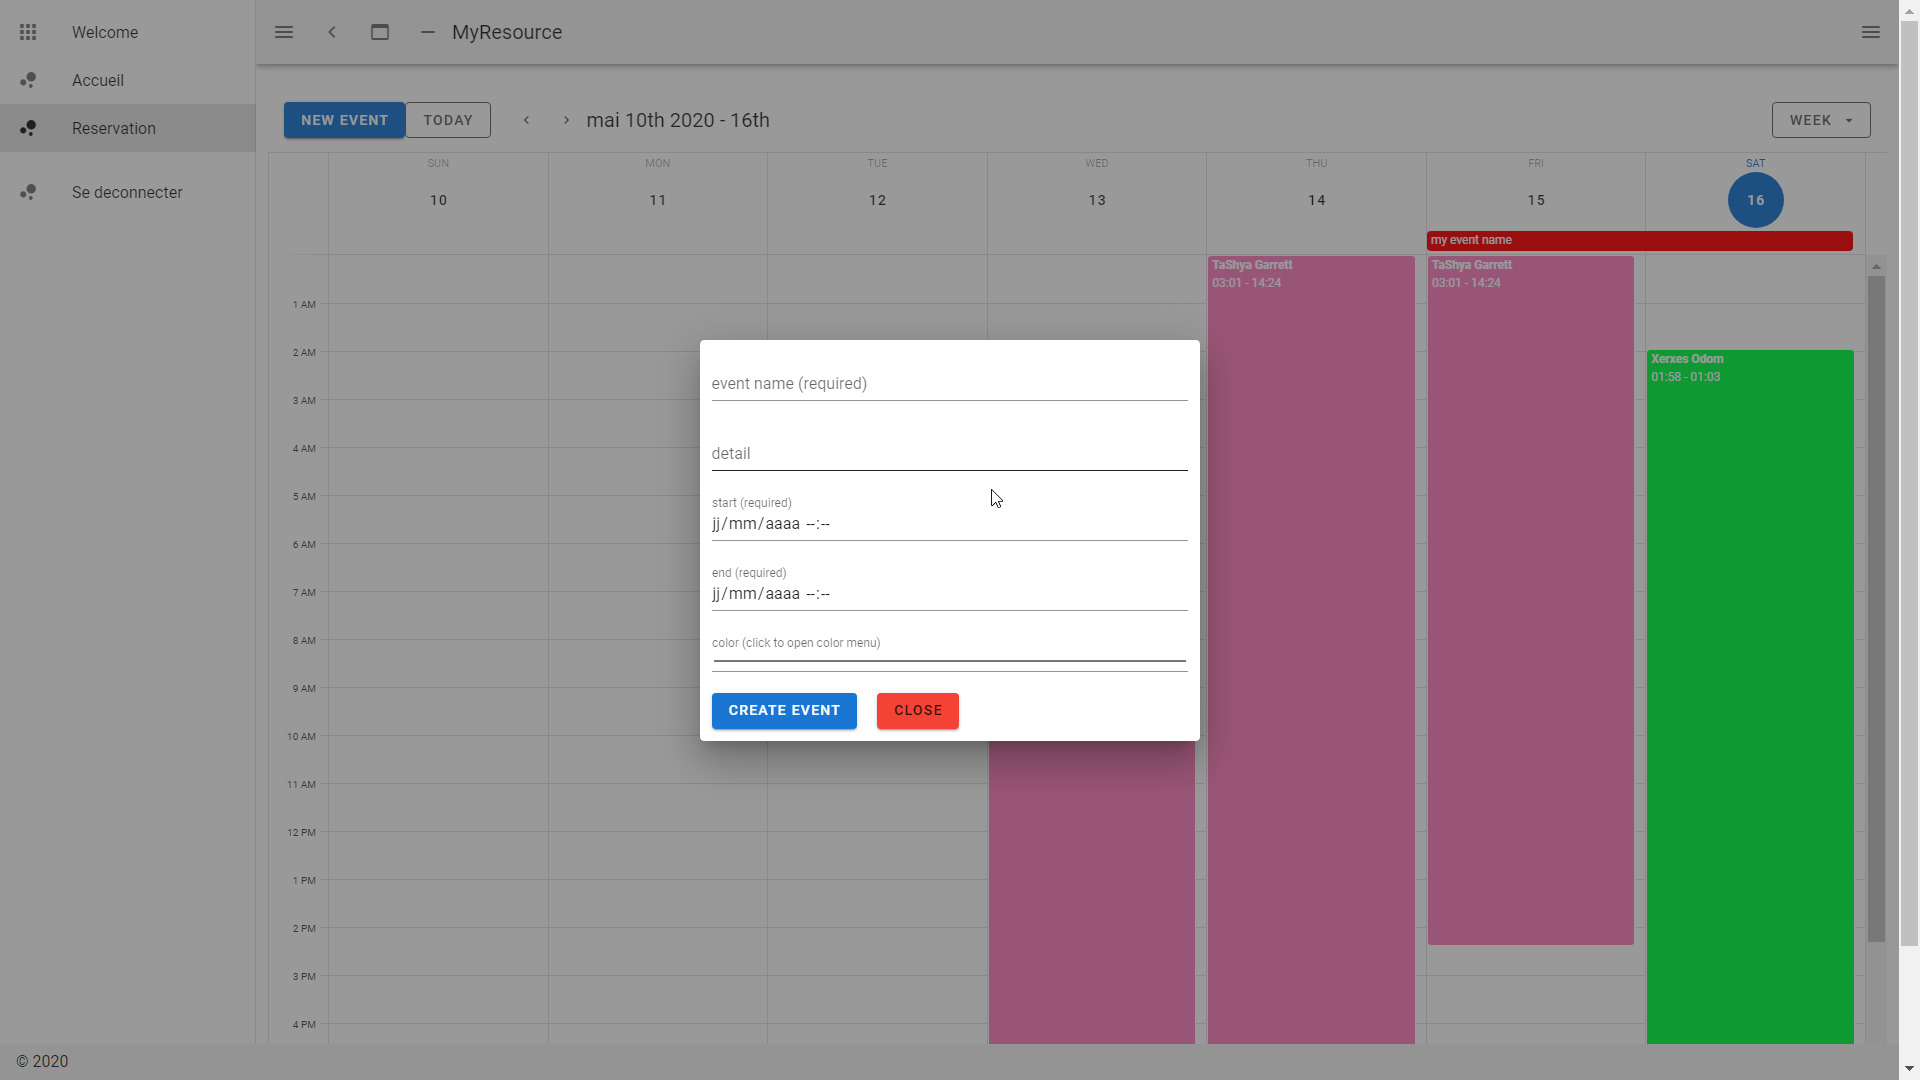 Welcome
Accueil
Reservation
Se deconnecter
MyResource
NEW EVENT
TODAY
mai 10th 2020 - 16th
WEEK
SUN MON TUE WED THU FRI SAT
10 11 12 13 14 15 16
my event name
TaShya Garrett
03:01 - 14:24
TaShya Garrett
03:01 - 14:24
Xerxes Odom
01:58 - 01:03
1 AM
2 AM
3 AM
4 AM
5 AM
6 AM
7 AM
8 AM
9 AM
10 AM
11 AM
12 PM
1 PM
2 PM
3 PM
4 PM
event name (required)
detail
start (required)
jj/mm/aaaa --:--
end (required)
jj/mm/aaaa --:--
color (click to open color menu)
CREATE EVENT
CLOSE
© 2020